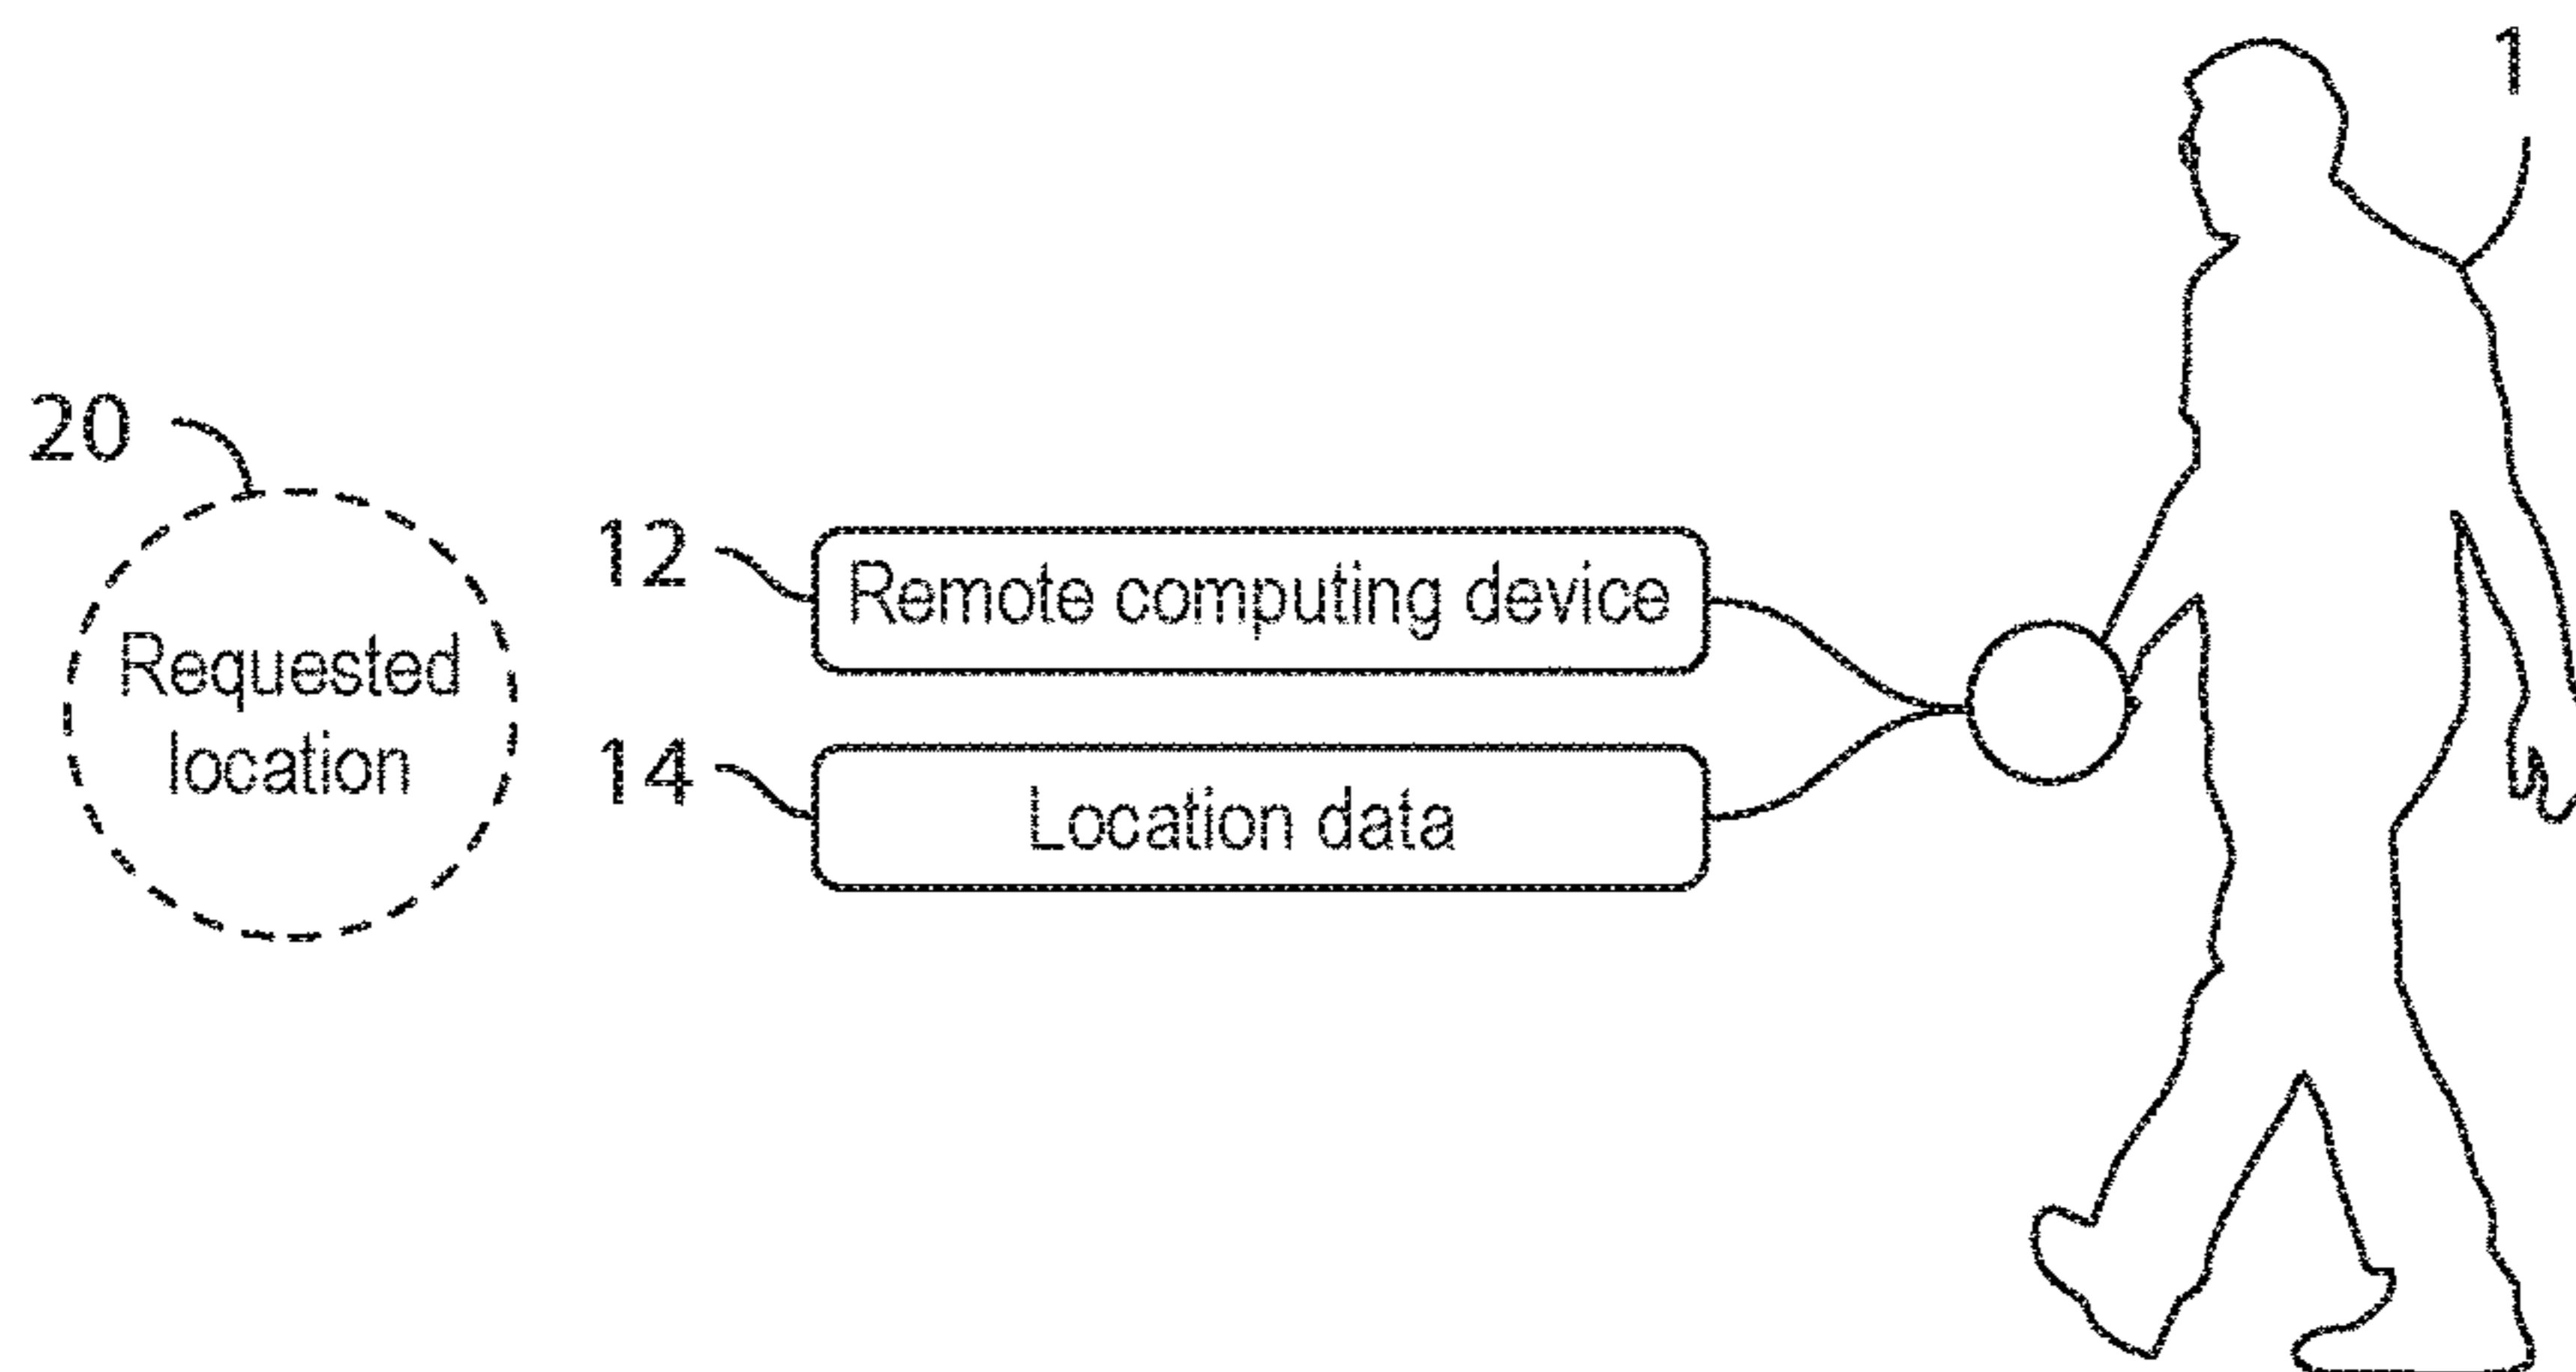 1
20
12
Remote computing device
Requested
location
14
Location data